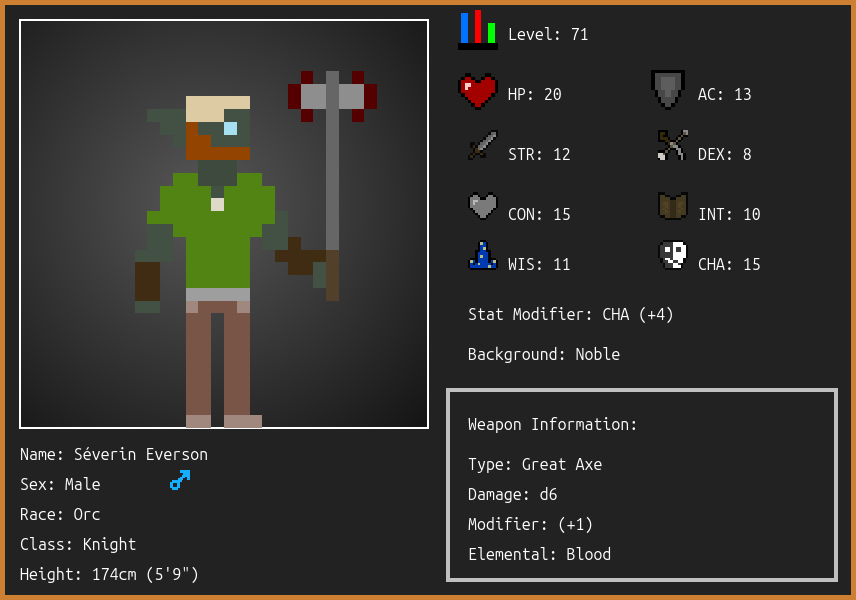 Level: 71
HP: 20
AC: 13
STR: 12
DEX: 8
CON: 15
INT: 10
WIS: 11
CHA: 15
Stat Modifier: CHA (+4)
Background: Noble
Weapon Information:
Type: Great Axe
Damage: d6
Modifier: (+1)
Elemental: Blood
Name: Séverin Everson
Sex: Male
Race: Orc
Class: Knight
Height: 174cm (5'9")